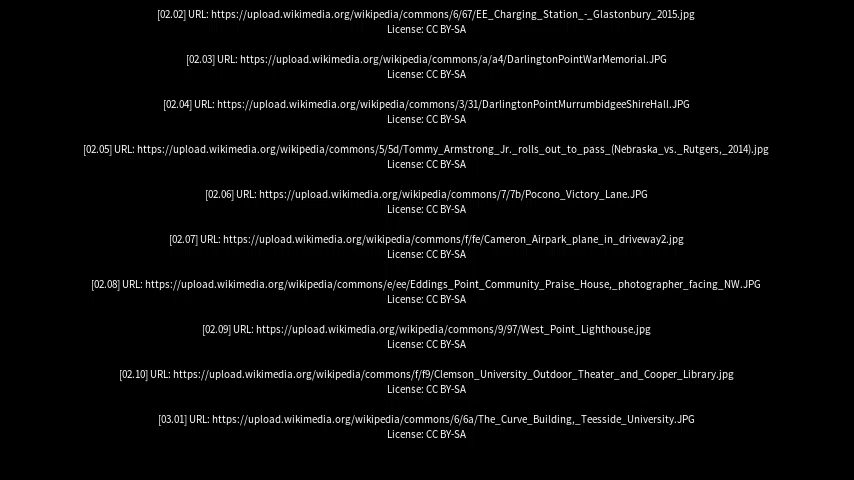 [02.02] URL: https://upload.wikimedia.org/wikipedia/commons/6/67/EE_Charging_Station_-_Glastonbury_2015.jpg
License: CC BY-SA
[02.03] URL: https://upload.wikimedia.org/wikipedia/commons/a/a4/DarlingtonPointWarMemorial.JPG
License: CC BY-SA
[02.04] URL: https://upload.wikimedia.org/wikipedia/commons/3/31/DarlingtonPointMurrumbidgeeShireHall.JPG
License: CC BY-SA
[02.05] URL: https://upload.wikimedia.org/wikipedia/commons/5/5d/Tommy_Armstrong_Jr._rolls_out_to_pass_(Nebraska_vs._Rutgers,_2014).jpg
License: CC BY-SA
[02.06] URL: https://upload.wikimedia.org/wikipedia/commons/7/7b/Pocono_Victory_Lane.JPG
License: CC BY-SA
[02.07] URL: https://upload.wikimedia.org/wikipedia/commons/f/fe/Cameron_Airpark_plane_in_driveway2.jpg
License: CC BY-SA
[02.08] URL: https://upload.wikimedia.org/wikipedia/commons/e/ee/Eddings_Point_Community_Praise_House,_photographer_facing_NW.JPG
License: CC BY-SA
[02.09] URL: https://upload.wikimedia.org/wikipedia/commons/9/97/West_Point_Lighthouse.jpg
License: CC BY-SA
[02.10] URL: https://upload.wikimedia.org/wikipedia/commons/f/f9/Clemson_University_Outdoor_Theater_and_Cooper_Library.jpg
License: CC BY-SA
[03.01] URL: https://upload.wikimedia.org/wikipedia/commons/6/6a/The_Curve_Building,_Teesside_University.JPG
License: CC BY-SA